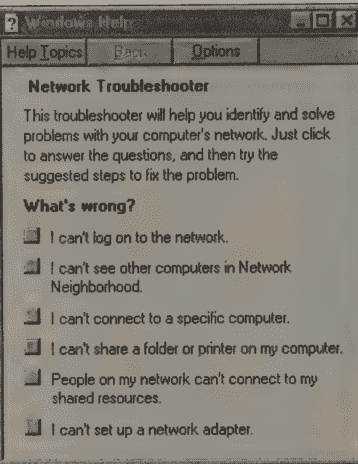 Windows Help
Help Topics Back Options
Network Troubleshooter
This troubleshooter will help you identify and solve
problems with your computer's network. Just click
to answer the questions, and then try the
suggested steps to fix the problem.
What's wrong?
I can't log on to the network.
I can't see other computers in Network
Neighborhood.
I can't connect to a specific computer.
I can't share a folder or printer on my computer.
People on my network can't connect to my
shared resources.
I can't set up a network adapter.